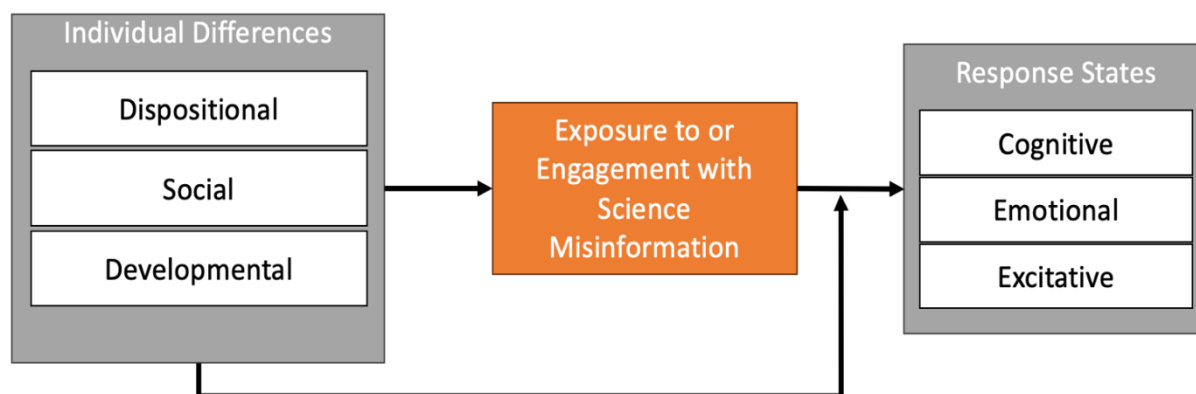 Individual Differences
Dispositional
Social
Developmental
Exposure to or
Engagement with
Science
Misinformation
Response States
Cognitive
Emotional
Excitative